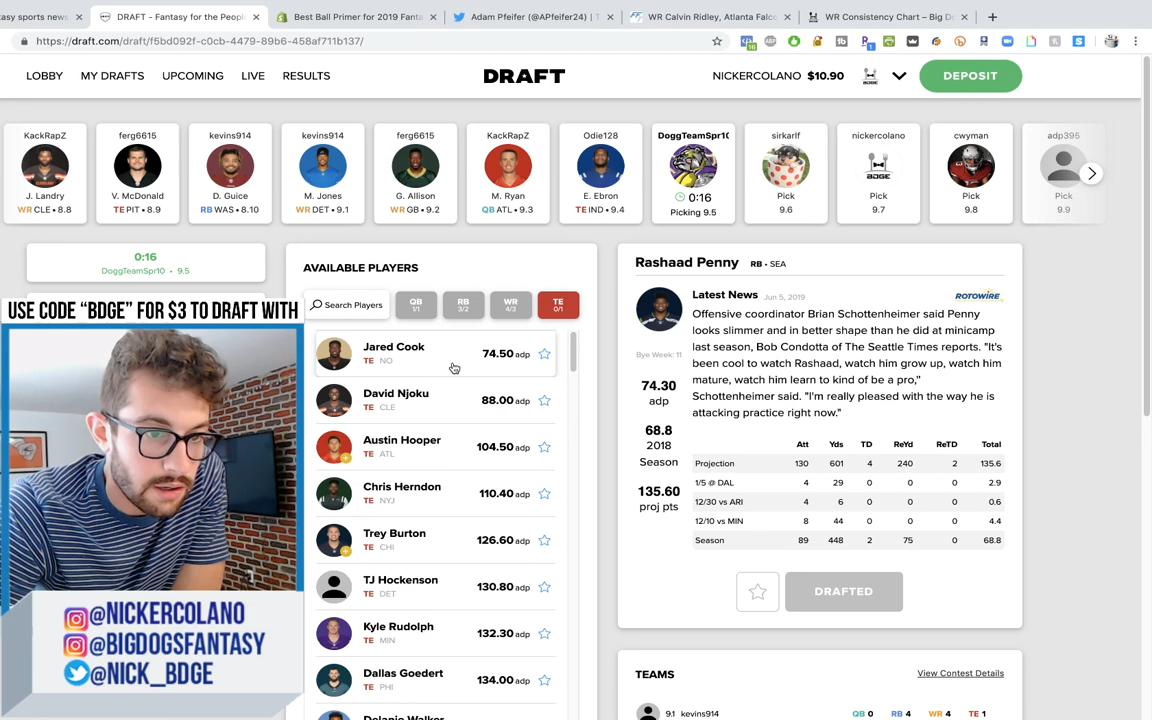 tasy sports news
DRAFT - Fantasy for the Peopl
Best Ball Primer for 2019 Fanta
Adam Pfeifer (@APfeifer24) | T
WR Calvin Ridley, Atlanta Falco
WR Consistency Chart – Big D
https://draft.com/draft/f5bd092f-c0cb-4479-89b6-458af711b137/
LOBBY MY DRAFTS UPCOMING LIVE RESULTS
DRAFT
NICKERCOLANO $10.90
DEPOSIT
KackRapZ
J. Landry
WR CLE • 8.8
ferg6615
V. McDonald
TE PIT • 8.9
kevins914
D. Guice
RB WAS • 8.10
kevins914
M. Jones
WR DET • 9.1
ferg6615
G. Allison
WR GB • 9.2
KackRapZ
M. Ryan
QB ATL • 9.3
Odie128
E. Ebron
TE IND • 9.4
DoggTeamSpr10
0:16
Picking 9.5
sirkarlf
Pick
9.6
nickercolano
Pick
9.7
cwyman
Pick
9.8
adp395
Pick
9.9
0:16
DoggTeamSpr10 • 9.5
USE CODE "BDGE" FOR $3 TO DRAFT WITH
@NICKERCOLANO
@BIGDOGSFANTASY
@NICK_BDGE
AVAILABLE PLAYERS
Search Players
QB
1/1
RB
3/2
WR
4/3
TE
0/1
Jared Cook
TE NO
74.50 adp
David Njoku
TE CLE
88.00 adp
Austin Hooper
TE ATL
104.50 adp
Chris Herndon
TE NYJ
110.40 adp
Trey Burton
TE CHI
126.60 adp
TJ Hockenson
TE DET
130.80 adp
Kyle Rudolph
TE MIN
132.30 adp
Dallas Goedert
TE PHI
134.00 adp
Delanie Walker
Rashaad Penny RB • SEA
Latest News Jun 5, 2019
ROTOWIRE
Offensive coordinator Brian Schottenheimer said Penny
looks slimmer and in better shape than he did at minicamp
last season, Bob Condotta of The Seattle Times reports. "It's
been cool to watch Rashaad, watch him grow up, watch him
mature, watch him learn to kind of be a pro,"
Schottenheimer said. "I'm really pleased with the way he is
attacking practice right now."
Bye Week: 11
74.30
adp
68.8
2018
Season
135.60
proj pts
Att Yds TD ReYd ReTD Total
Projection 130 601 4 240 2 135.6
1/5 @ DAL 4 29 0 0 0 2.9
12/30 vs ARI 4 6 0 0 0 0.6
12/10 vs MIN 8 44 0 0 0 4.4
Season 89 448 2 75 0 68.8
DRAFTED
TEAMS
View Contest Details
9.1 kevins914 QB 0 RB 4 WR 4 TE 1